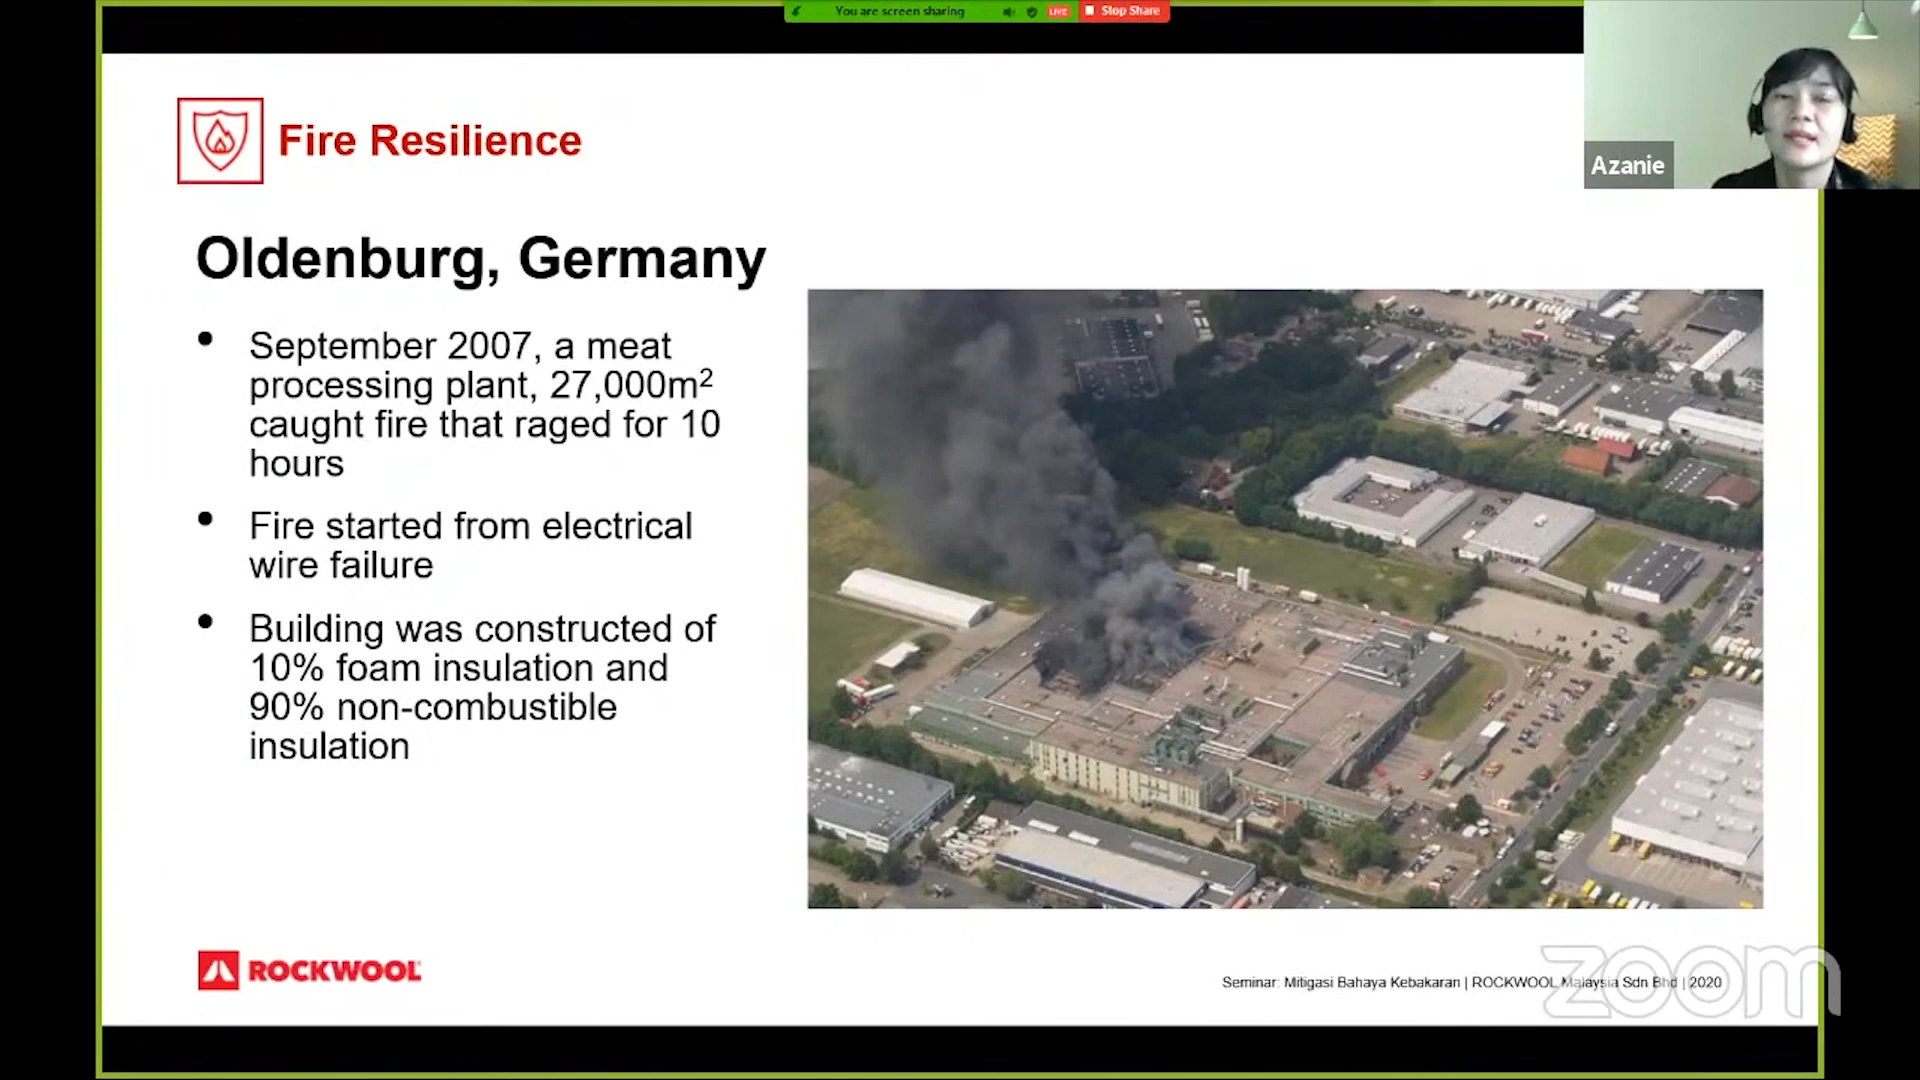 You are screen sharing
LIVE
Stop Share
Azanie
Fire Resilience
Oldenburg, Germany
• September 2007, a meat
processing plant, 27,000m²
caught fire that raged for 10
hours
• Fire started from electrical
wire failure
• Building was constructed of
10% foam insulation and
90% non-combustible
insulation
ROCKWOOL
Seminar: Mitigasi Bahaya Kebakaran | ROCKWOOL Malaysia Sdn Bhd | 2020
zoom